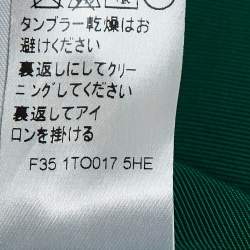 タンブラー乾燥はお
避けください
裏返しにしてクリー
ニングしてください
裏返してアイ
ロンを掛ける
F35 1TO017 5HE